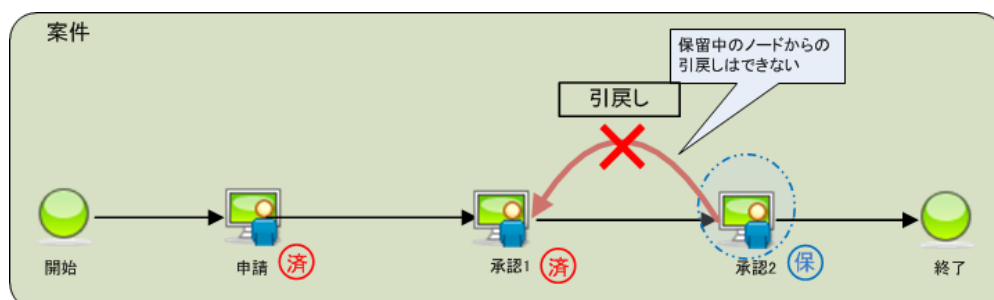 案件
保留中のノードからの
引戻しはできない
引戻し
開始
申請
済
承認1
済
承認2
保
終了